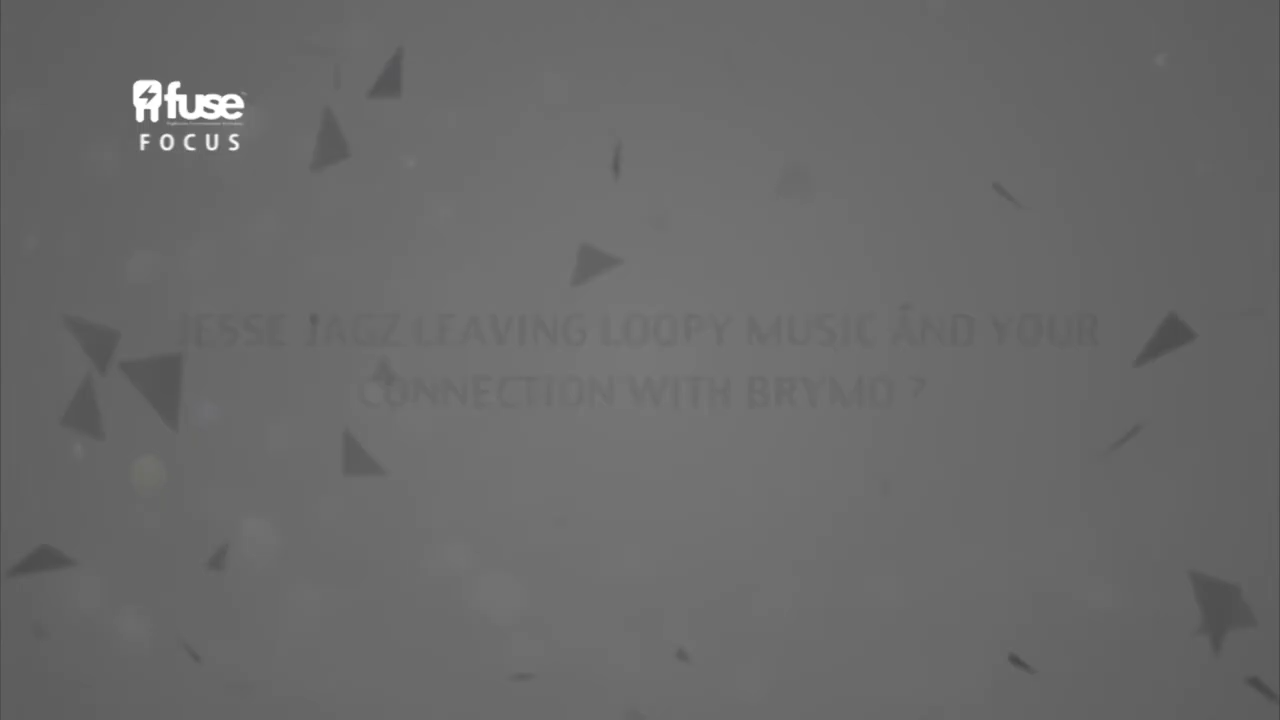 fuse
FOCUS
JESSE JAGZ LEAVING LOOPY MUSIC AND YOUR
CONNECTION WITH BRYMO ?